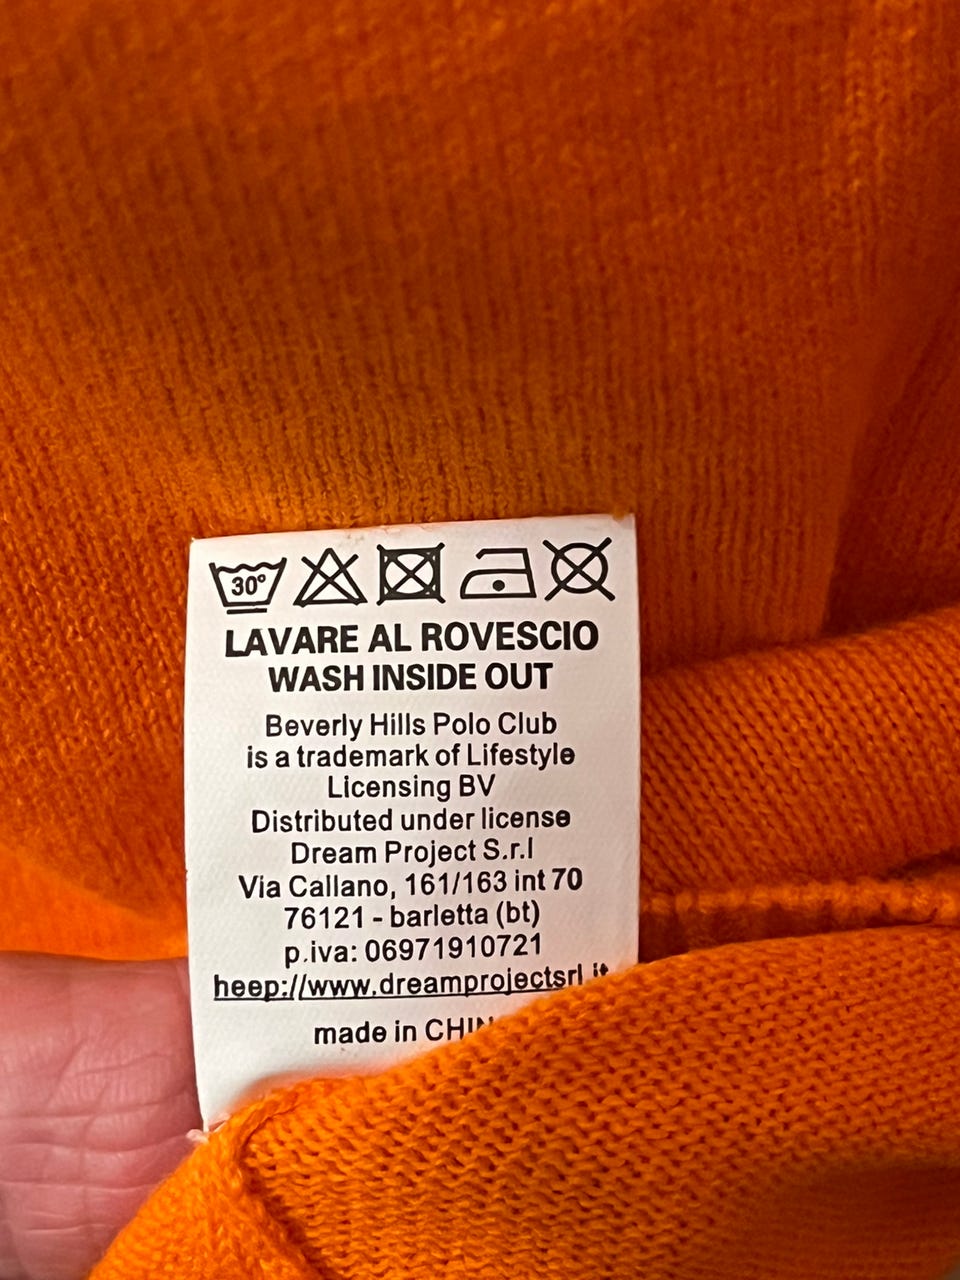 30°
LAVARE AL ROVESCIO
WASH INSIDE OUT
Beverly Hills Polo Club
is a trademark of Lifestyle
Licensing BV
Distributed under license
Dream Project S.r.l
Via Callano, 161/163 int 70
76121 - barletta (bt)
p.iva: 06971910721
heep://www.dreamprojectsrl.it
made in